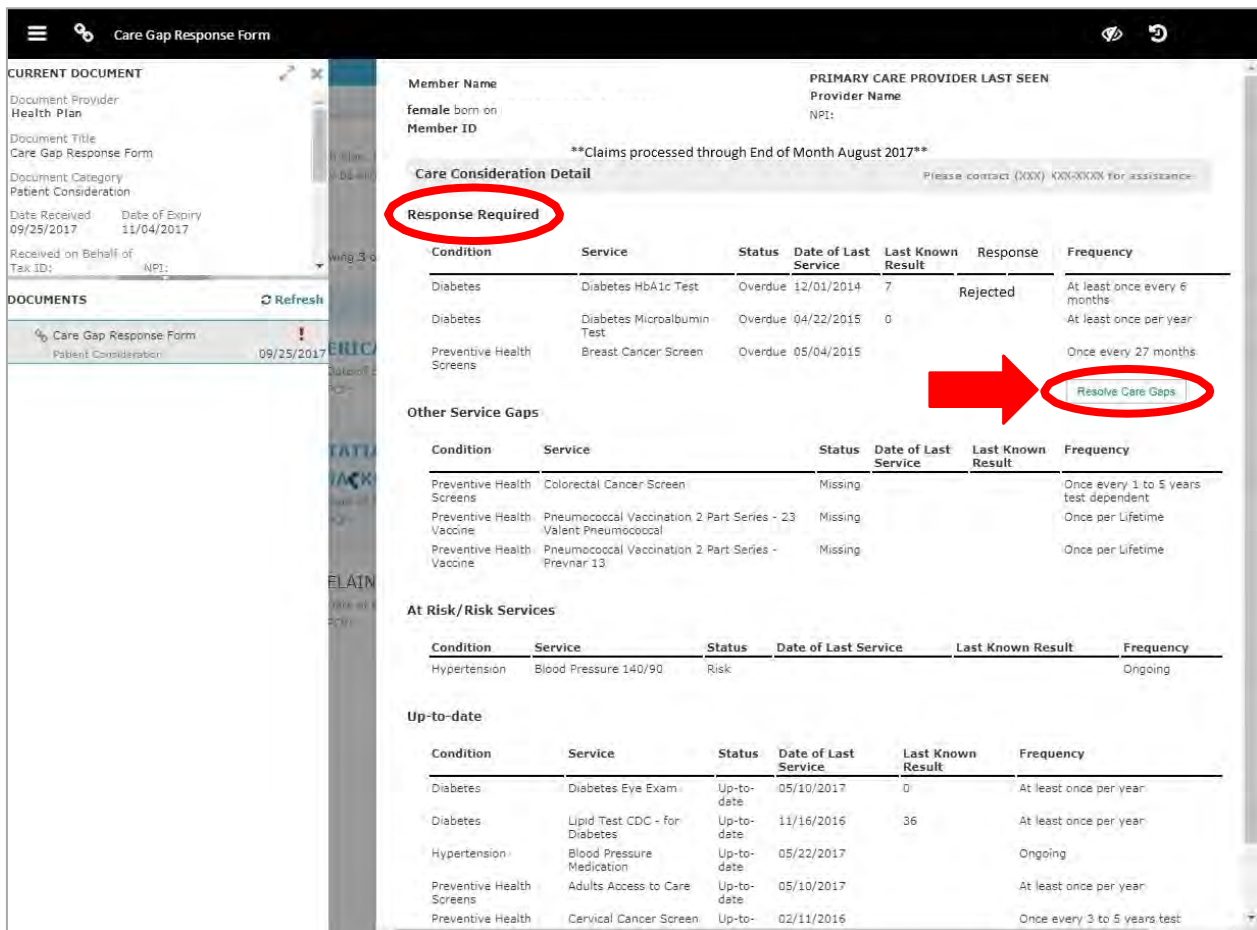 Care Gap Response Form
CURRENT DOCUMENT
Document Provider
Health Plan
Document Title
Care Gap Response Form
Document Category
Patient Consideration
Date Received Date of Expiry
09/25/2017 11/04/2017
Received on Behalf of
Tax ID: NPI:
DOCUMENTS Refresh
Care Gap Response Form !
Patient Consideration 09/25/2017
Member Name
female born on
Member ID
PRIMARY CARE PROVIDER LAST SEEN
Provider Name
NPI:
**Claims processed through End of Month August 2017**
Care Consideration Detail Please contact (XXX) XXX-XXXX for assistance
Response Required
Condition Service Status Date of Last Service Last Known Result Response Frequency
Diabetes Diabetes HbA1c Test Overdue 12/01/2014 7 Rejected At least once every 6 months
Diabetes Diabetes Microalbumin Test Overdue 04/22/2015 0 At least once per year
Preventive Health Screens Breast Cancer Screen Overdue 05/04/2015 Once every 27 months
Resolve Care Gaps
Other Service Gaps
Condition Service Status Date of Last Service Last Known Result Frequency
Preventive Health Screens Colorectal Cancer Screen Missing Once every 1 to 5 years test dependent
Preventive Health Vaccine Pneumococcal Vaccination 2 Part Series - 23 Valent Pneumococcal Missing Once per Lifetime
Preventive Health Vaccine Pneumococcal Vaccination 2 Part Series - Prevnar 13 Missing Once per Lifetime
At Risk/Risk Services
Condition Service Status Date of Last Service Last Known Result Frequency
Hypertension Blood Pressure 140/90 Risk Ongoing
Up-to-date
Condition Service Status Date of Last Service Last Known Result Frequency
Diabetes Diabetes Eye Exam Up-to-date 05/10/2017 0 At least once per year
Diabetes Lipid Test CDC - for Diabetes Up-to-date 11/16/2016 36 At least once per year
Hypertension Blood Pressure Medication Up-to-date 05/22/2017 Ongoing
Preventive Health Screens Adults Access to Care Up-to-date 05/10/2017 At least once per year
Preventive Health Cervical Cancer Screen Up-to- 02/11/2016 Once every 3 to 5 years test